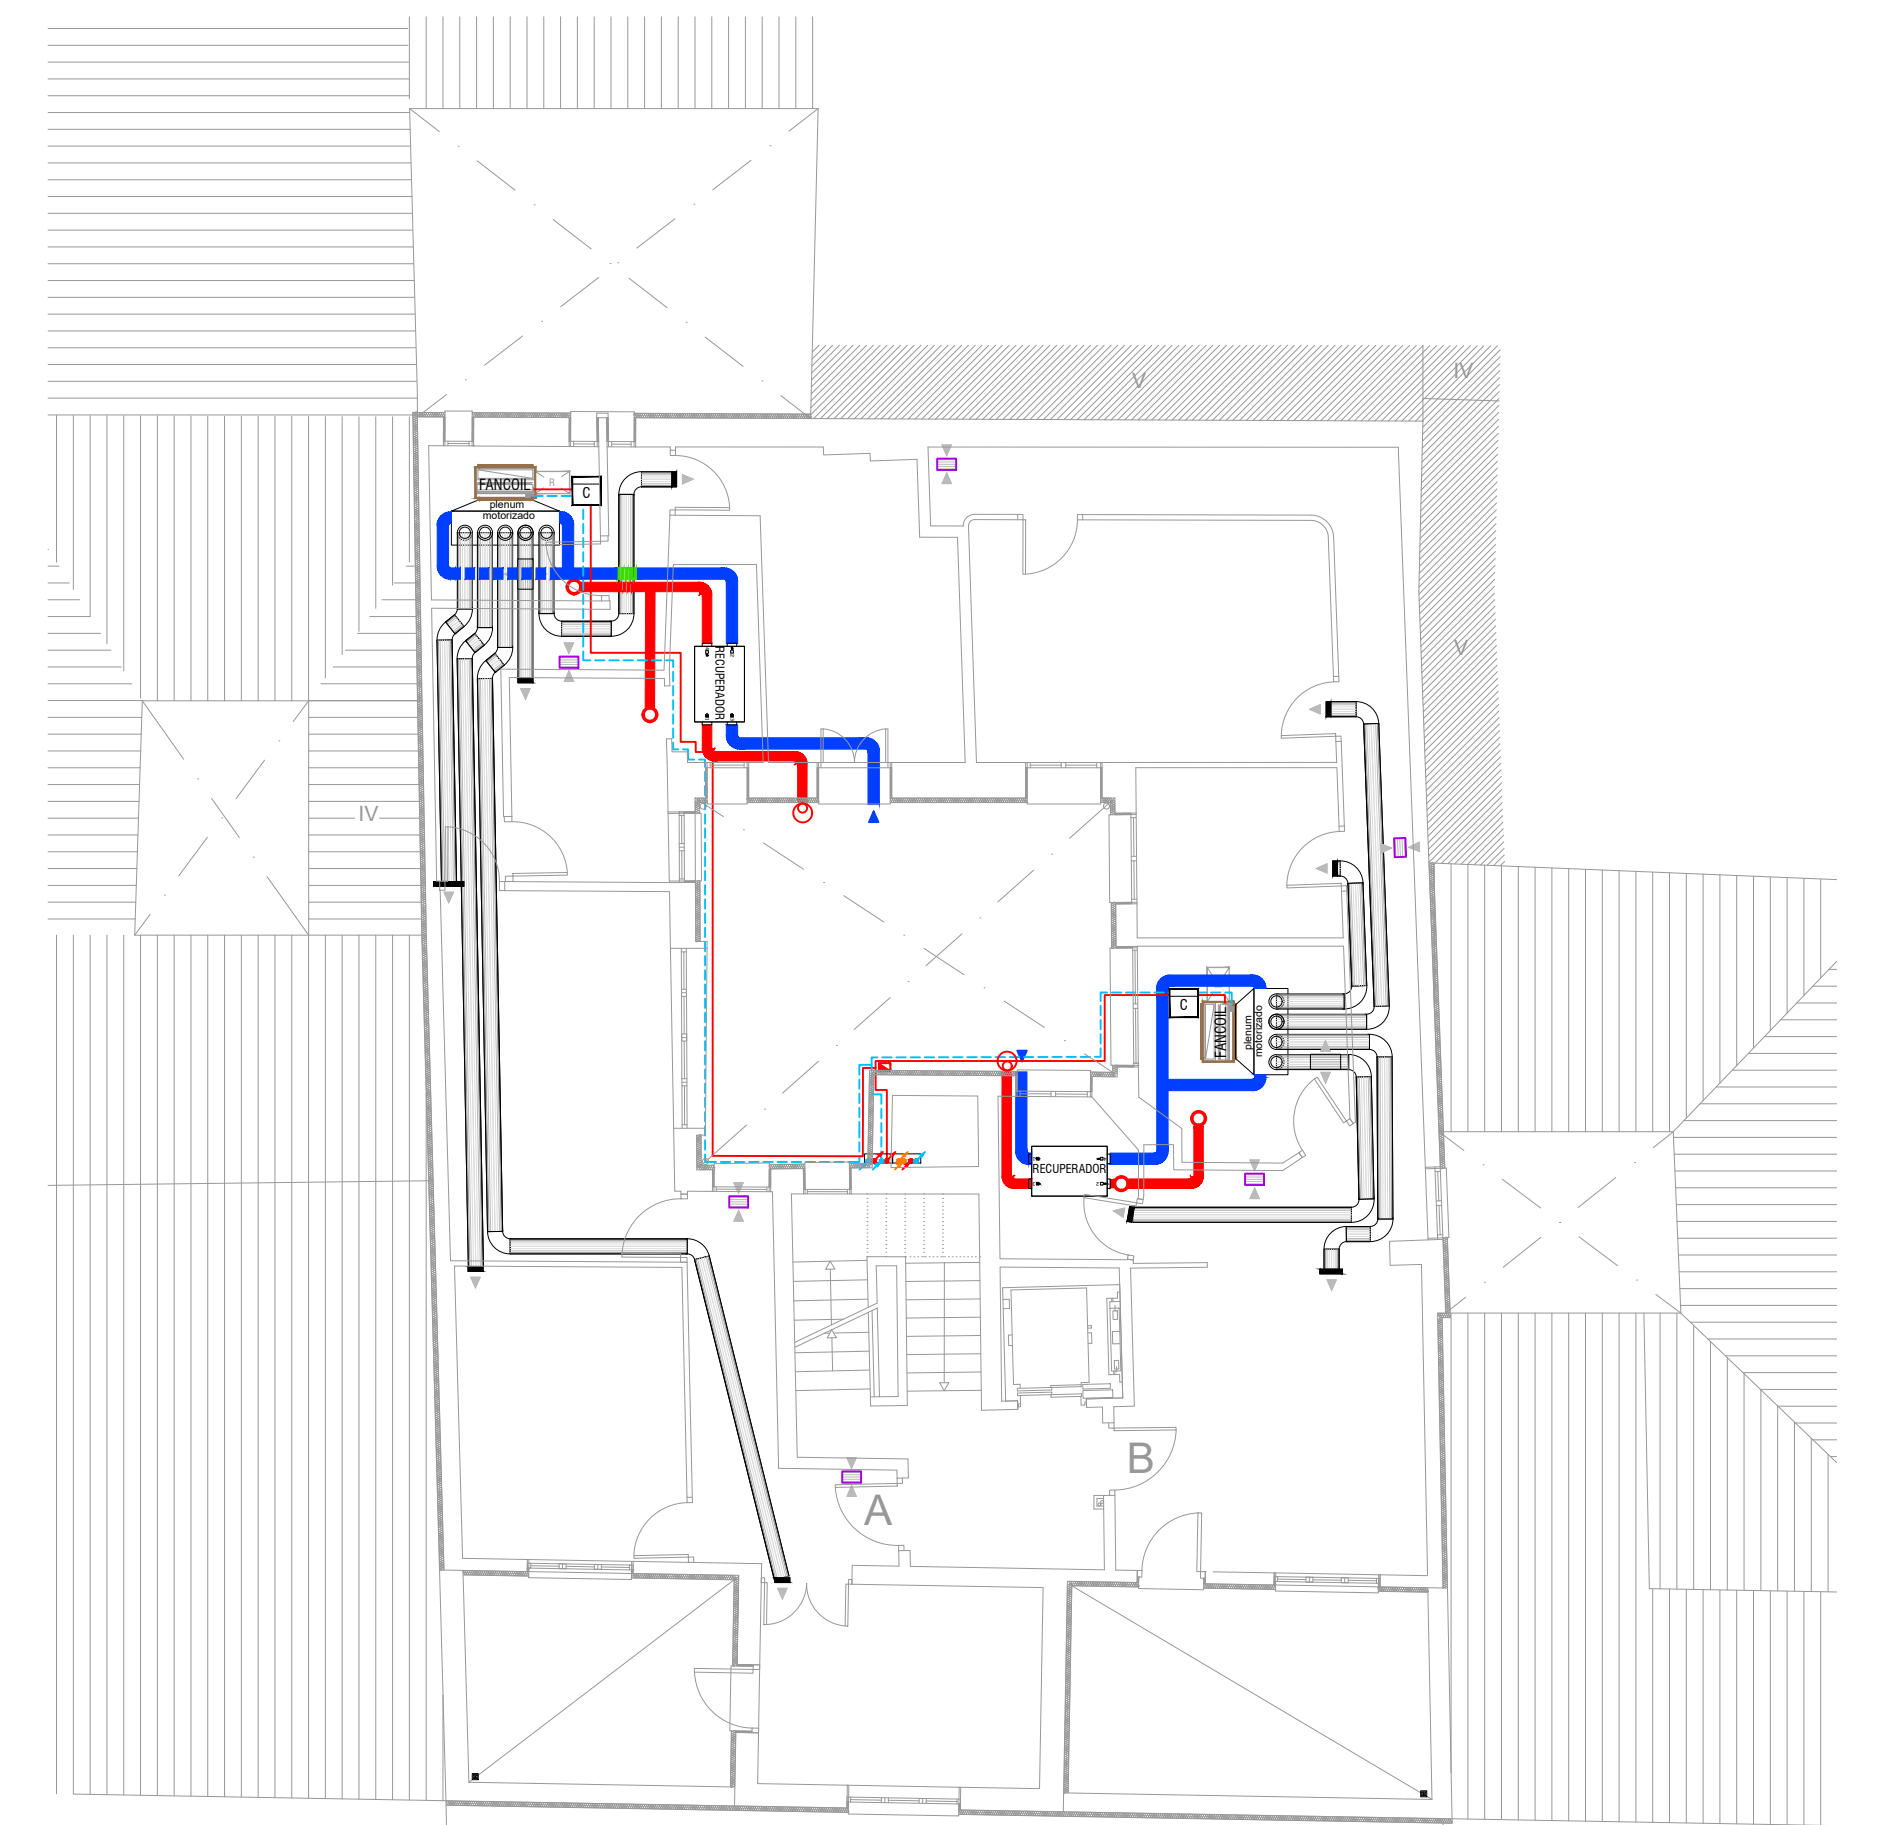 V
IV
FANCOIL
R
C
plenum
motorizado
V
RECUPERADOR
IV
C
FANCOIL
plenum
motorizado
RECUPERADOR
B
A